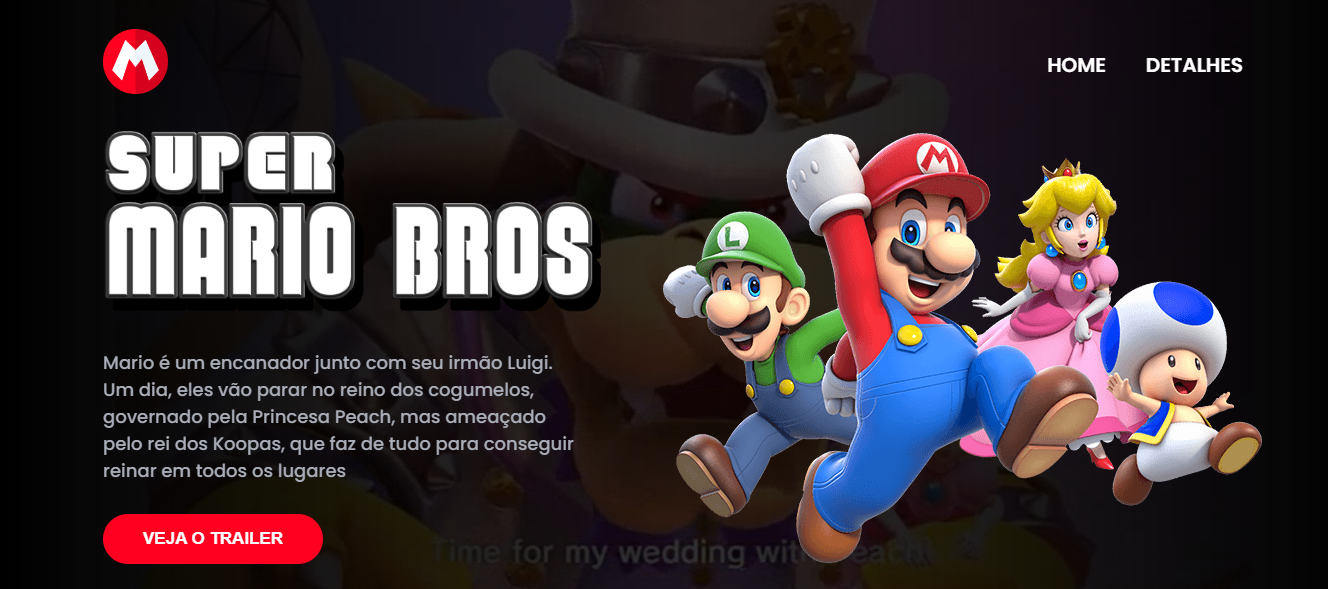 M
HOME DETALHES
SUPER
MARIO BROS
M
L
Mario é um encanador junto com seu irmão Luigi.
Um dia, eles vão parar no reino dos cogumelos,
governado pela Princesa Peach, mas ameaçado
pelo rei dos Koopas, que faz de tudo para conseguir
reinar em todos os lugares
VEJA O TRAILER
Time for my wedding with Peach!